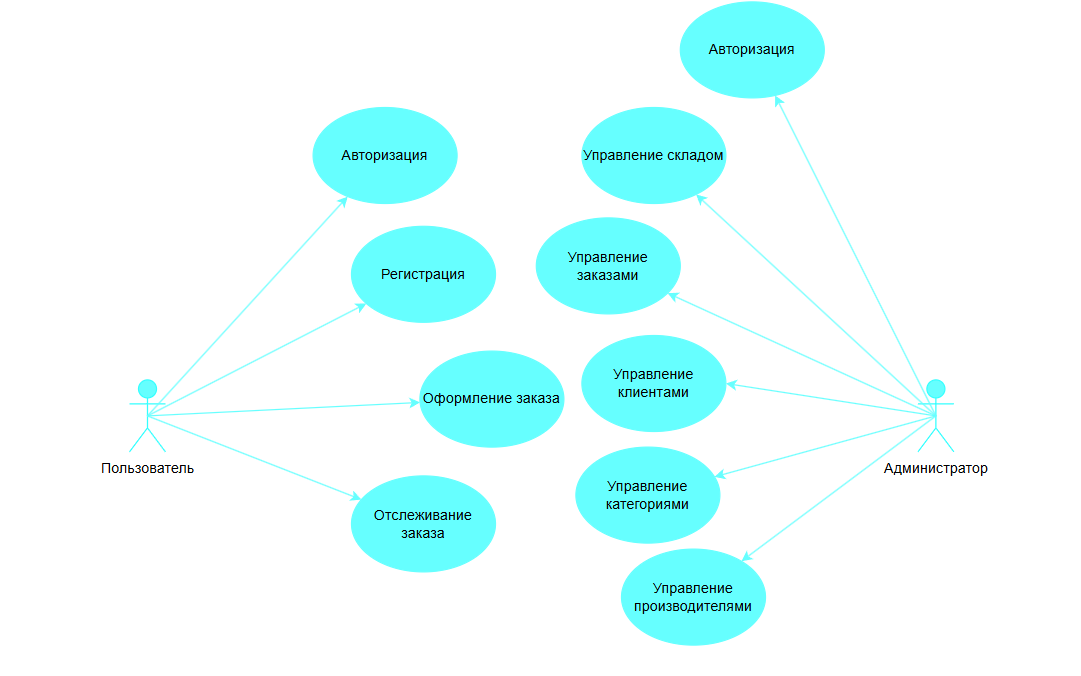 Авторизация
Авторизация
Управление складом
Управление
заказами
Регистрация
Управление
клиентами
Оформление заказа
Пользователь
Администратор
Управление
категориями
Отслеживание
заказа
Управление
производителями